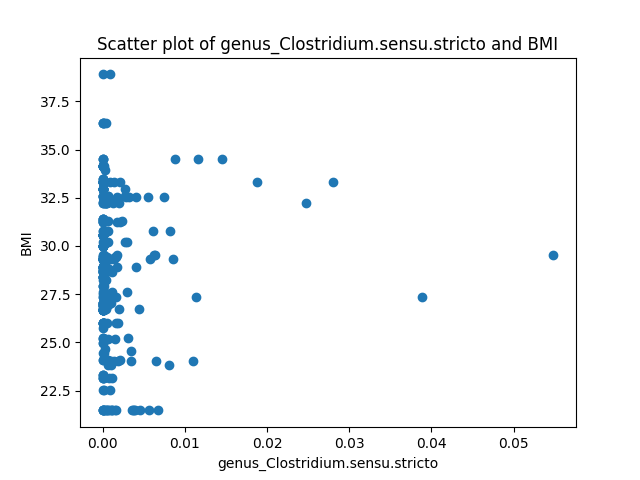 Scatter plot of genus_Clostridium.sensu.stricto and BMI
37.5
35.0
32.5
30.0
27.5
25.0
22.5
BMI
0.00 0.01 0.02 0.03 0.04 0.05
genus_Clostridium.sensu.stricto